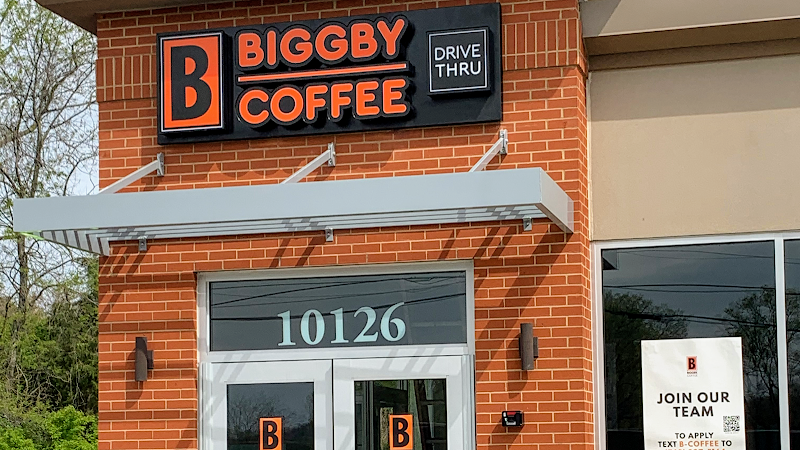 B
BIGGBY
COFFEE
DRIVE
THRU
10126
B
B
B
JOIN OUR
TEAM
TO APPLY
TEXT B-COFFEE TO